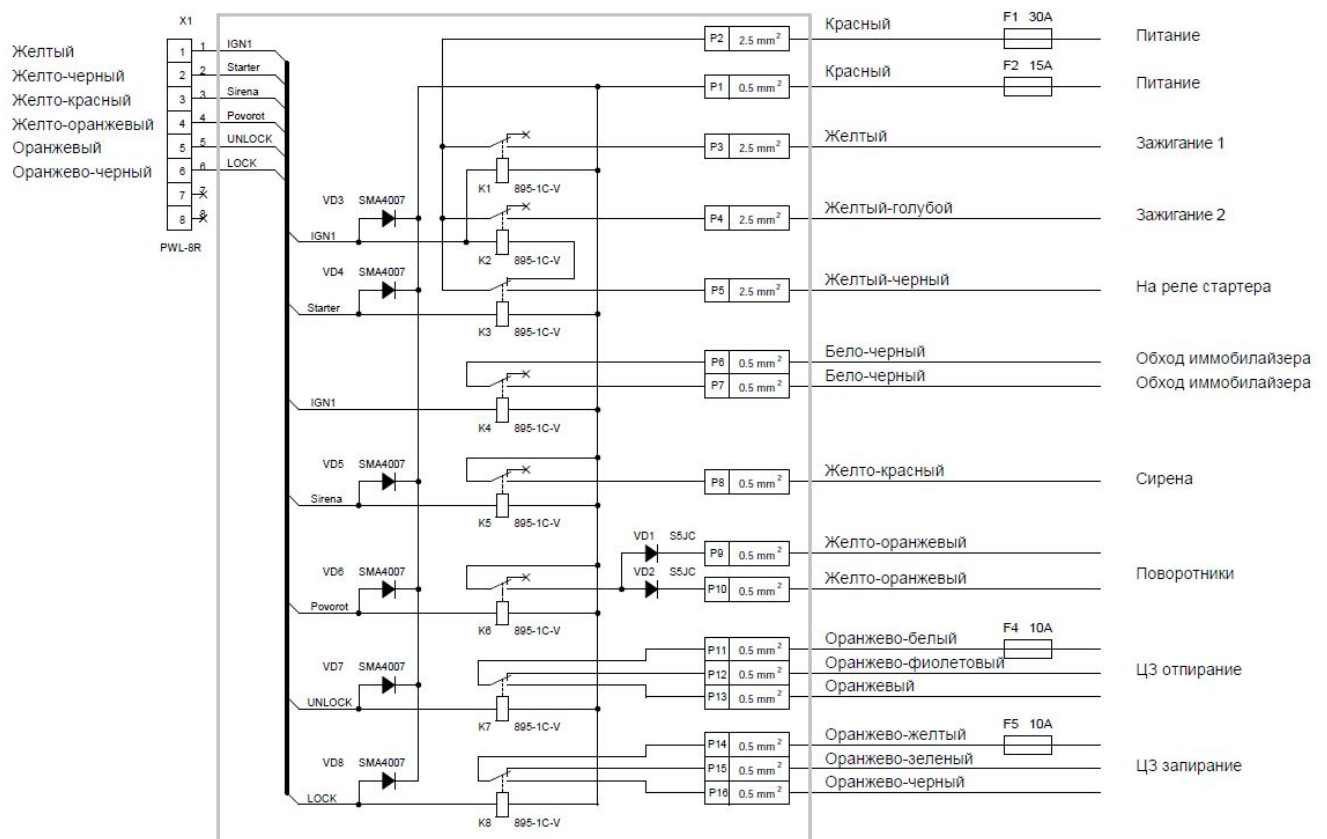 X1
Желтый
Желто-черный
Желто-красный
Желто-оранжевый
Оранжевый
Оранжево-черный
1 1 IGN1
2 2 Starter
3 3 Sirena
4 4 Povorot
5 5 UNLOCK
6 6 LOCK
7 7
8 8
PWL-8R
P2 2.5 mm² Красный F1 30A Питание
P1 0.5 mm² Красный F2 15A Питание
K1 895-1C-V
P3 2.5 mm² Желтый Зажигание 1
VD3 SMA4007
IGN1
K2 895-1C-V
P4 2.5 mm² Желтый-голубой Зажигание 2
VD4 SMA4007
Starter
K3 895-1C-V
P5 2.5 mm² Желтый-черный На реле стартера
P6 0.5 mm² Бело-черный Обход иммобилайзера
P7 0.5 mm² Бело-черный Обход иммобилайзера
IGN1
K4 895-1C-V
VD5 SMA4007
Sirena
K5 895-1C-V
P8 0.5 mm² Желто-красный Сирена
VD6 SMA4007
Povorot
K6 895-1C-V
VD1 S5JC
P9 0.5 mm² Желто-оранжевый
VD2 S5JC
P10 0.5 mm² Желто-оранжевый
Поворотники
VD7 SMA4007
UNLOCK
K7 895-1C-V
P11 0.5 mm² Оранжево-белый F4 10A
P12 0.5 mm² Оранжево-фиолетовый ЦЗ отпирание
P13 0.5 mm² Оранжевый
VD8 SMA4007
LOCK
K8 895-1C-V
P14 0.5 mm² Оранжево-желтый F5 10A
P15 0.5 mm² Оранжево-зеленый ЦЗ запирание
P16 0.5 mm² Оранжево-черный